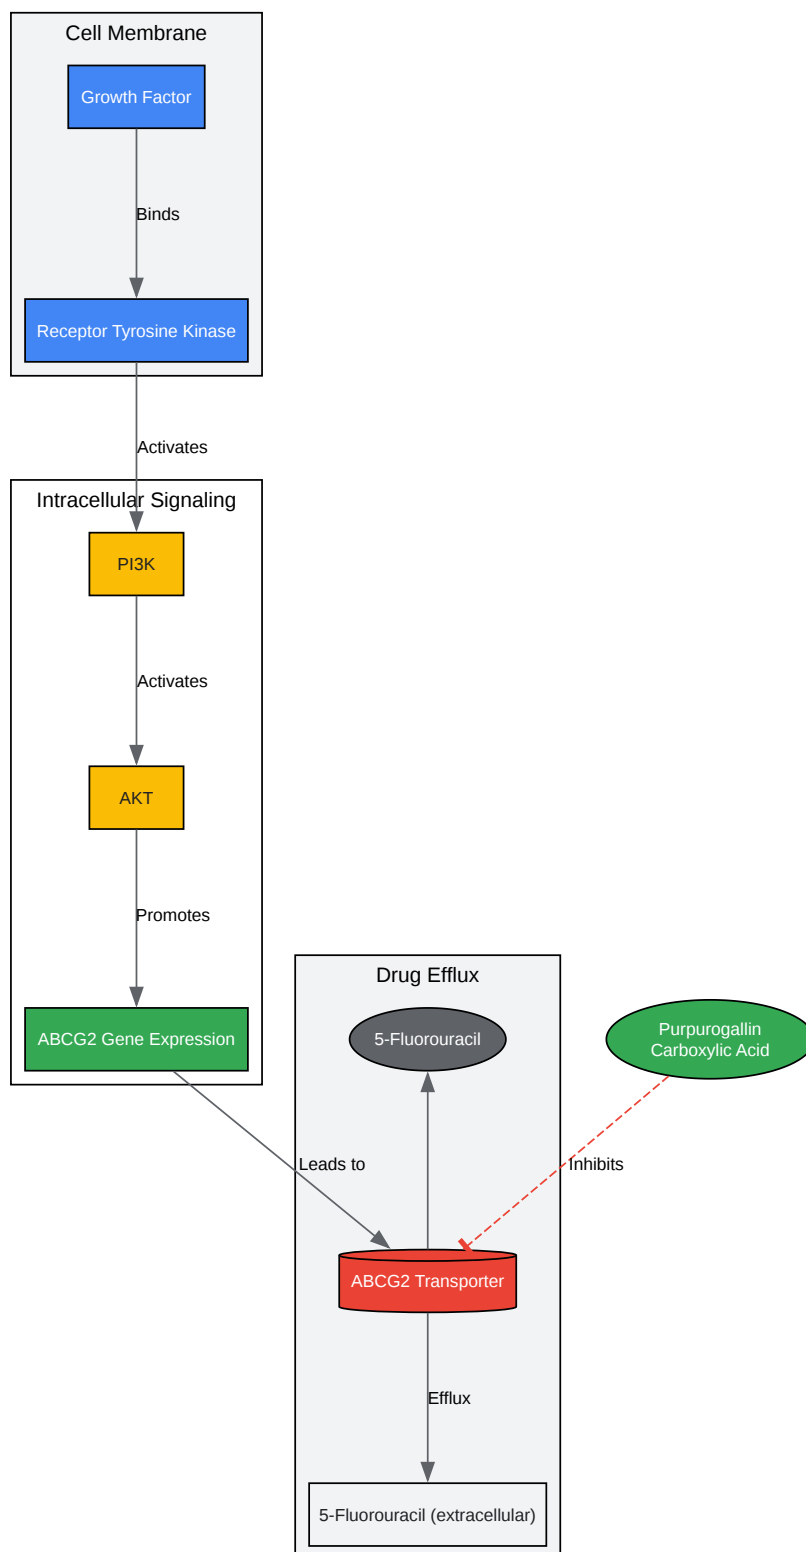 Cell Membrane
Growth Factor
Binds
Receptor Tyrosine Kinase
Activates
Intracellular Signaling
PI3K
Activates
AKT
Promotes
ABCG2 Gene Expression
Drug Efflux
5-Fluorouracil
Purpurogallin
Carboxylic Acid
Leads to
Inhibits
ABCG2 Transporter
Efflux
5-Fluorouracil (extracellular)